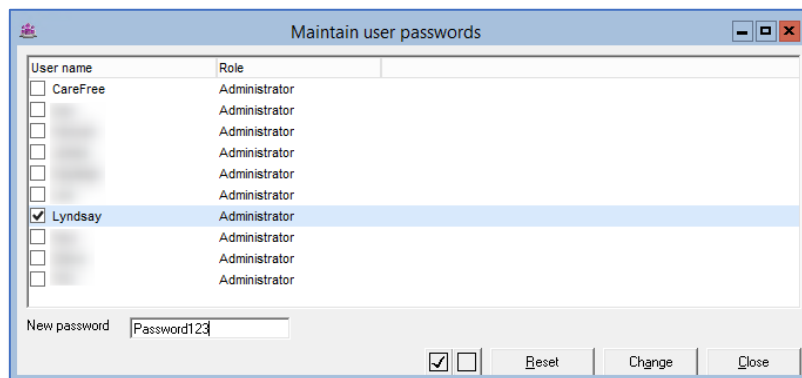 Maintain user passwords
User name Role
CareFree Administrator
Administrator
Administrator
Administrator
Administrator
Administrator
Lyndsay Administrator
Administrator
Administrator
Administrator
New password Password123
Reset Change Close